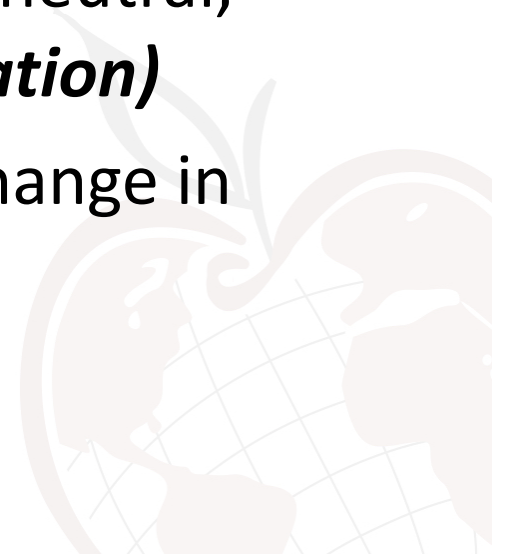 neutral,
ation)
hange in